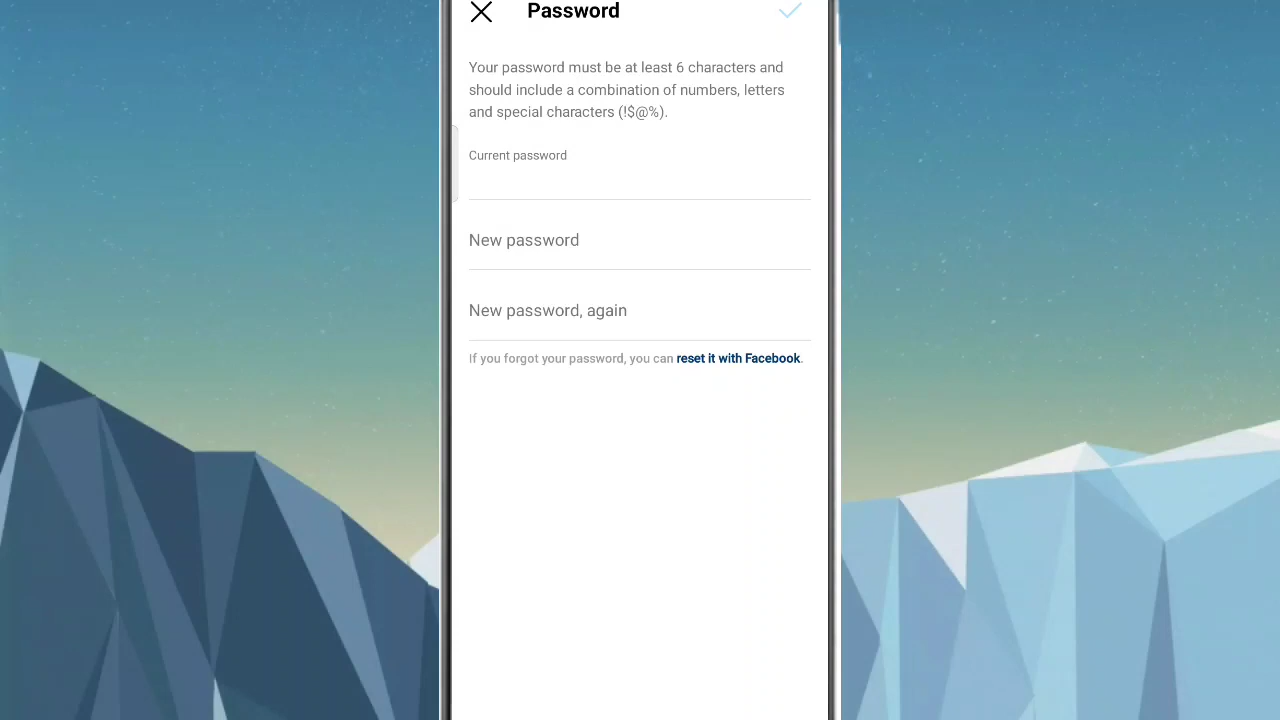 Password
Your password must be at least 6 characters and
should include a combination of numbers, letters
and special characters (!$@%).
Current password
New password
New password, again
If you forgot your password, you can reset it with Facebook.